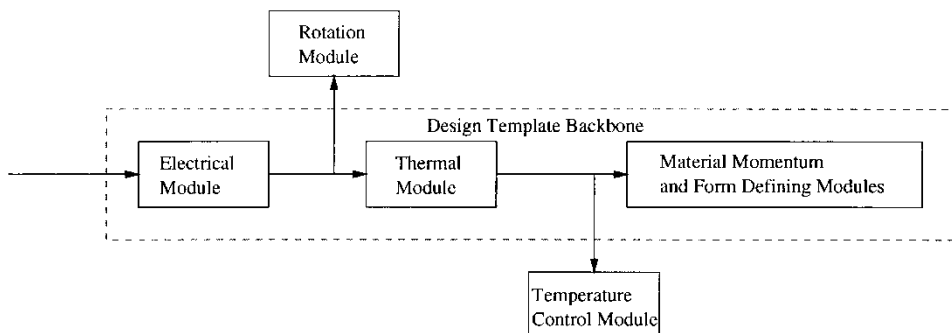 Rotation
Module
Design Template Backbone
Electrical
Module
Thermal
Module
Material Momentum
and Form Defining Modules
Temperature
Control Module